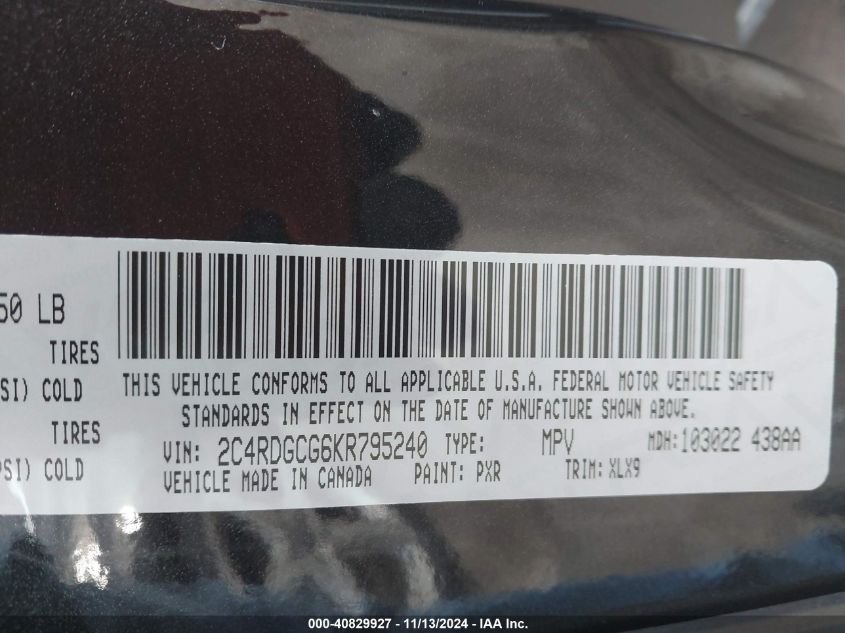 50 LB
TIRES
SI) COLD
TIRES
PSI) COLD
THIS VEHICLE CONFORMS TO ALL APPLICABLE U.S.A. FEDERAL MOTOR VEHICLE SAFETY
STANDARDS IN EFFECT ON THE DATE OF MANUFACTURE SHOWN ABOVE.
VIN: 2C4RDGCG6KR795240 TYPE: MPV MDH:103022 438AA
VEHICLE MADE IN CANADA PAINT: PXR TRIM: XLX9
000-40829927 - 11/13/2024 - IAA Inc.